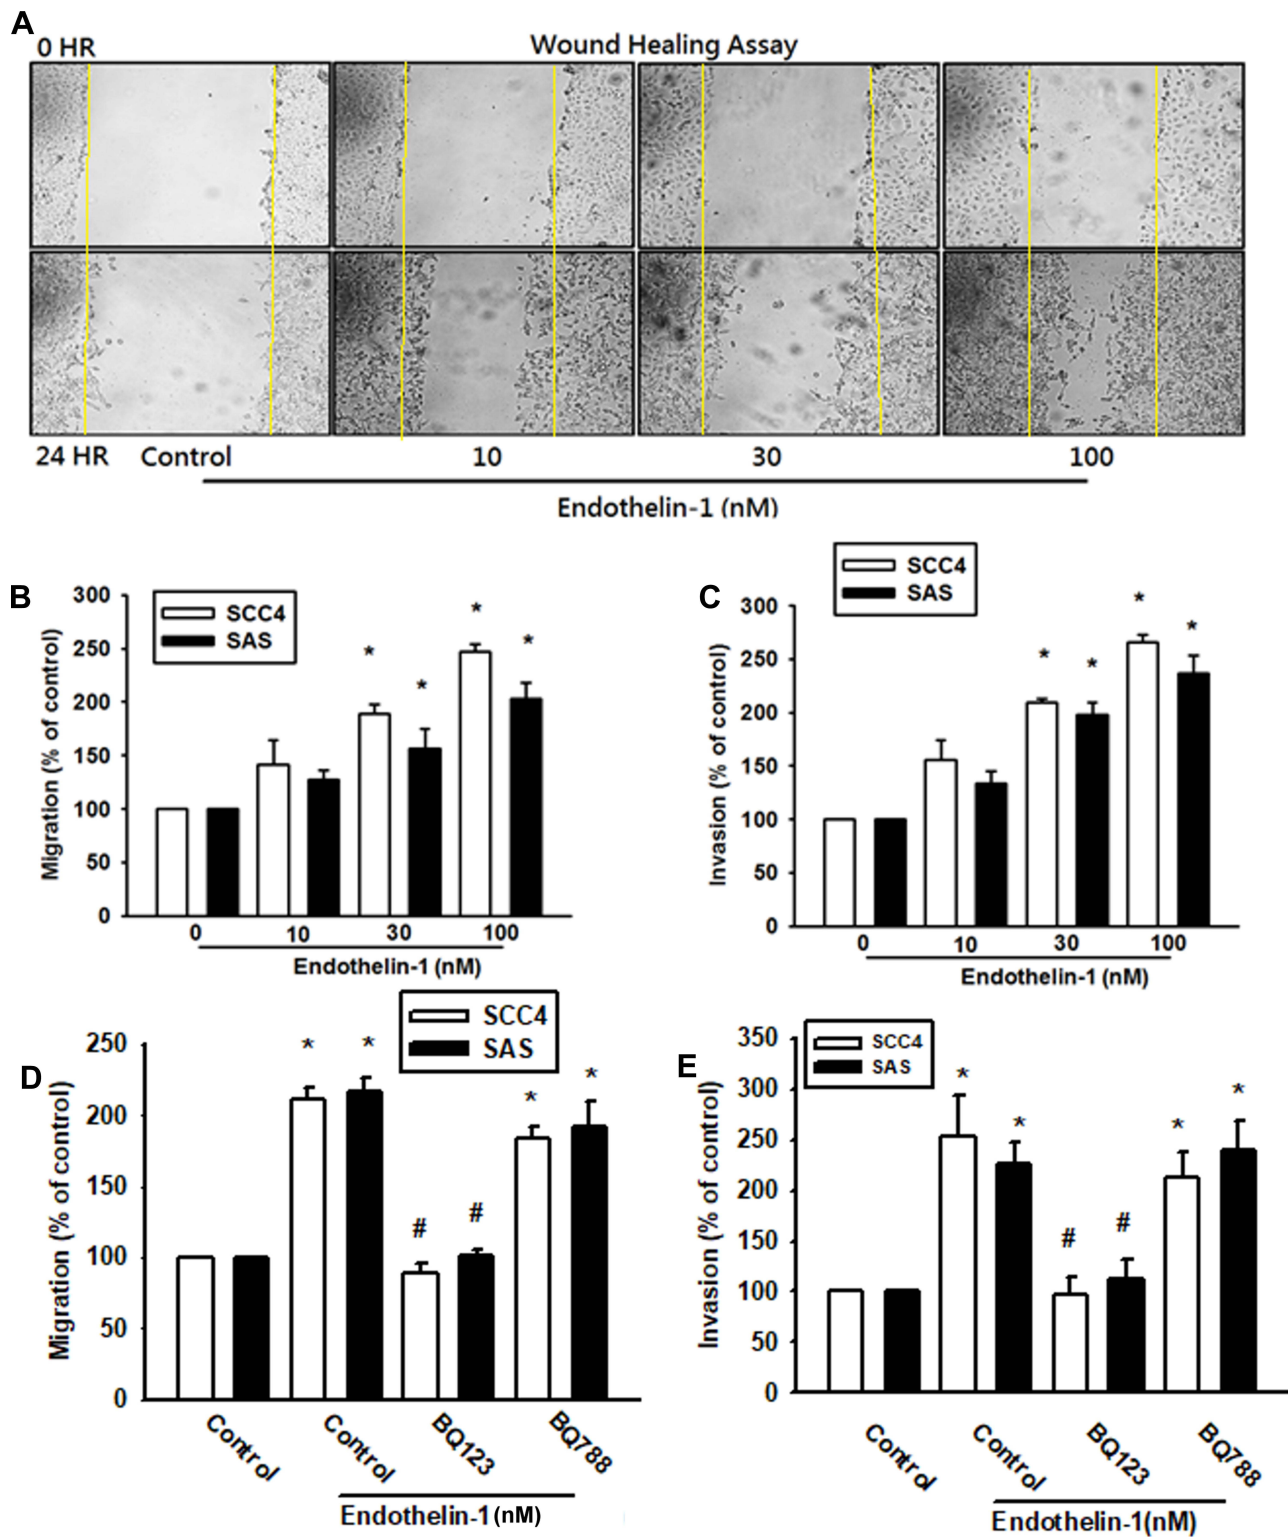 A
0 HR
Wound Healing Assay
24 HR Control 10 30 100
Endothelin-1 (nM)
B
SCC4
SAS
300
250
200
150
100
50
0
Migration (% of control)
* * * *
0 10 30 100
Endothelin-1 (nM)
C
SCC4
SAS
300
250
200
150
100
50
0
Invasion (% of control)
* * * *
0 10 30 100
Endothelin-1 (nM)
D
SCC4
SAS
250
200
150
100
50
0
Migration (% of control)
* * # # * *
Control Control BQ123 BQ788
Endothelin-1 (nM)
E
SCC4
SAS
350
300
250
200
150
100
50
0
Invasion (% of control)
* * # # * *
Control Control BQ123 BQ788
Endothelin-1(nM)